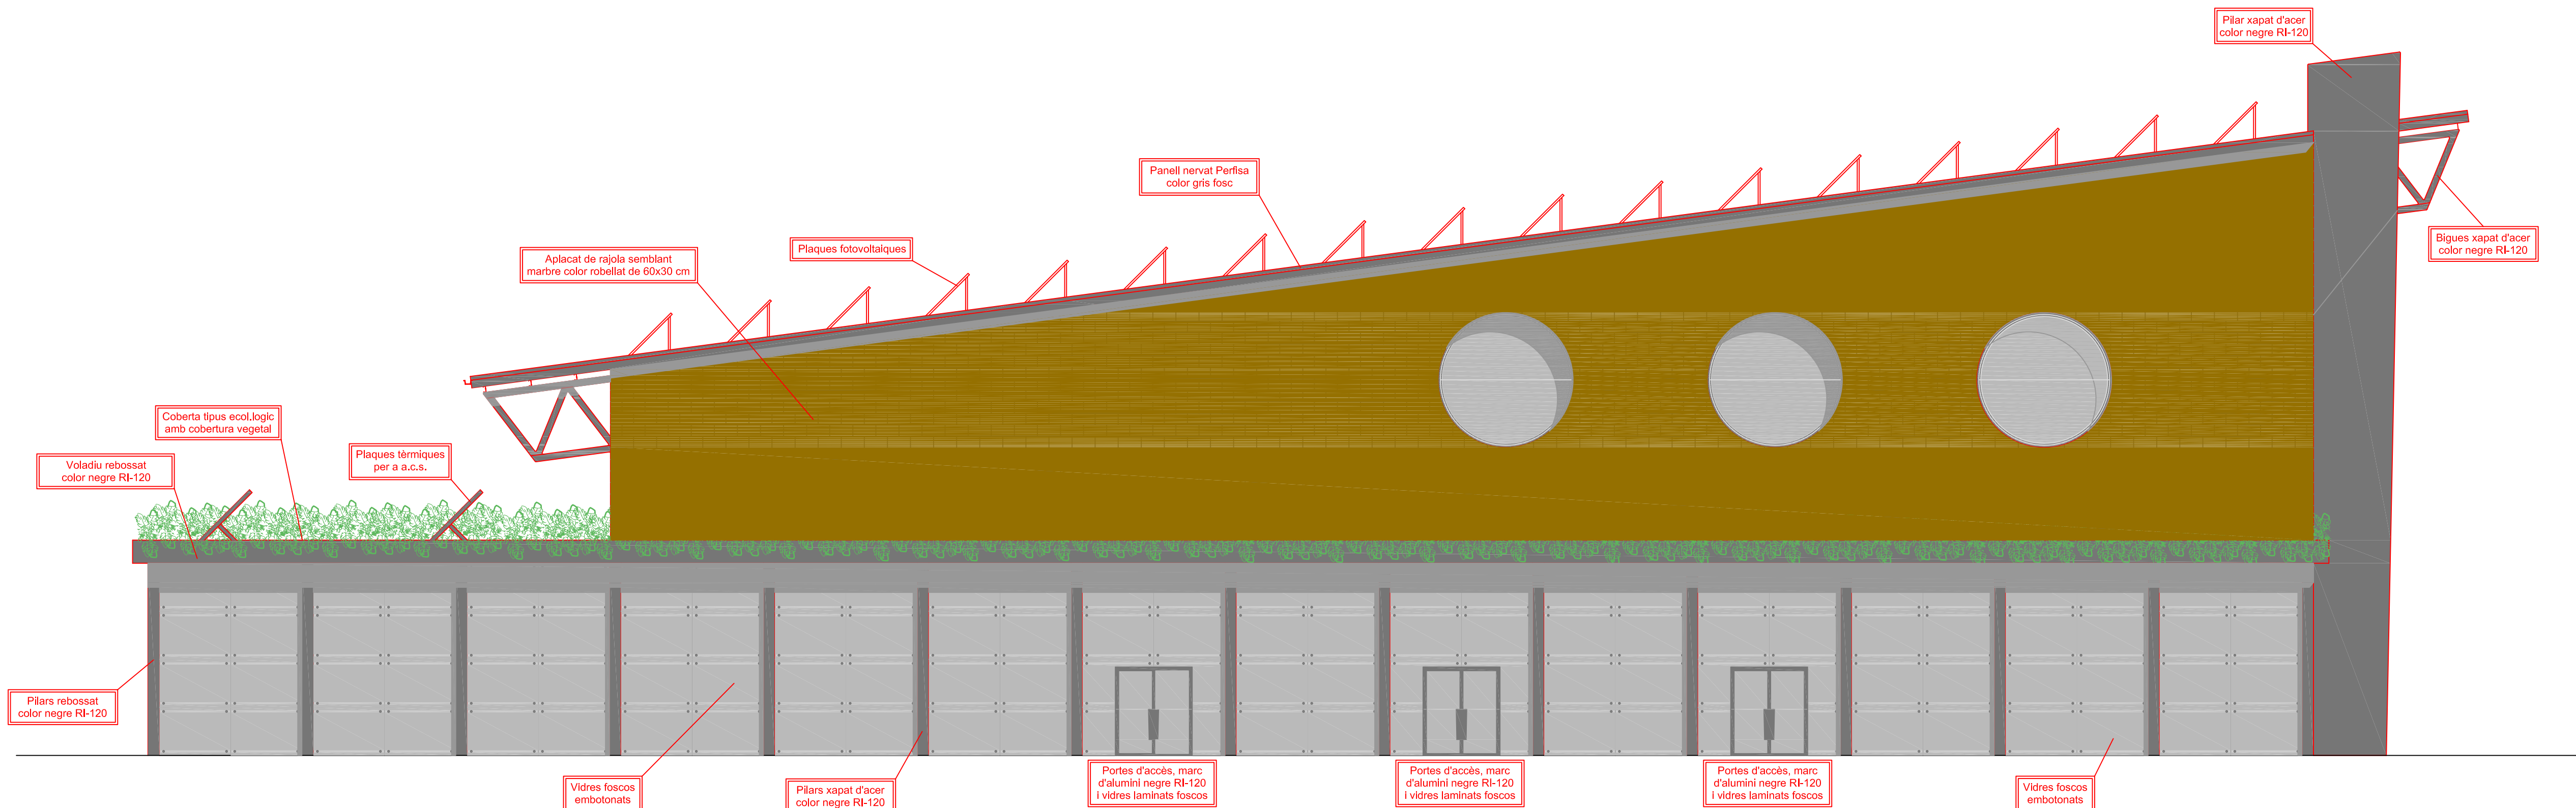 Pilar xapat d'acer
color negre RI-120
Panell nervat Perfisa
color gris fosc
Bigues xapat d'acer
color negre RI-120
Plaques fotovoltaiques
Aplacat de rajola semblant
marbre color robellat de 60x30 cm
Coberta tipus ecol,logic
amb cobertura vegetal
Plaques tèrmiques
per a a.c.s.
Voladiu rebossat
color negre RI-120
Pilars rebossat
color negre RI-120
Vidres foscos
embotonats
Pilars xapat d'acer
color negre RI-120
Portes d'accès, marc
d'alumini negre RI-120
i vidres laminats foscos
Portes d'accès, marc
d'alumini negre RI-120
i vidres laminats foscos
Portes d'accès, marc
d'alumini negre RI-120
i vidres laminats foscos
Vidres foscos
embotonats